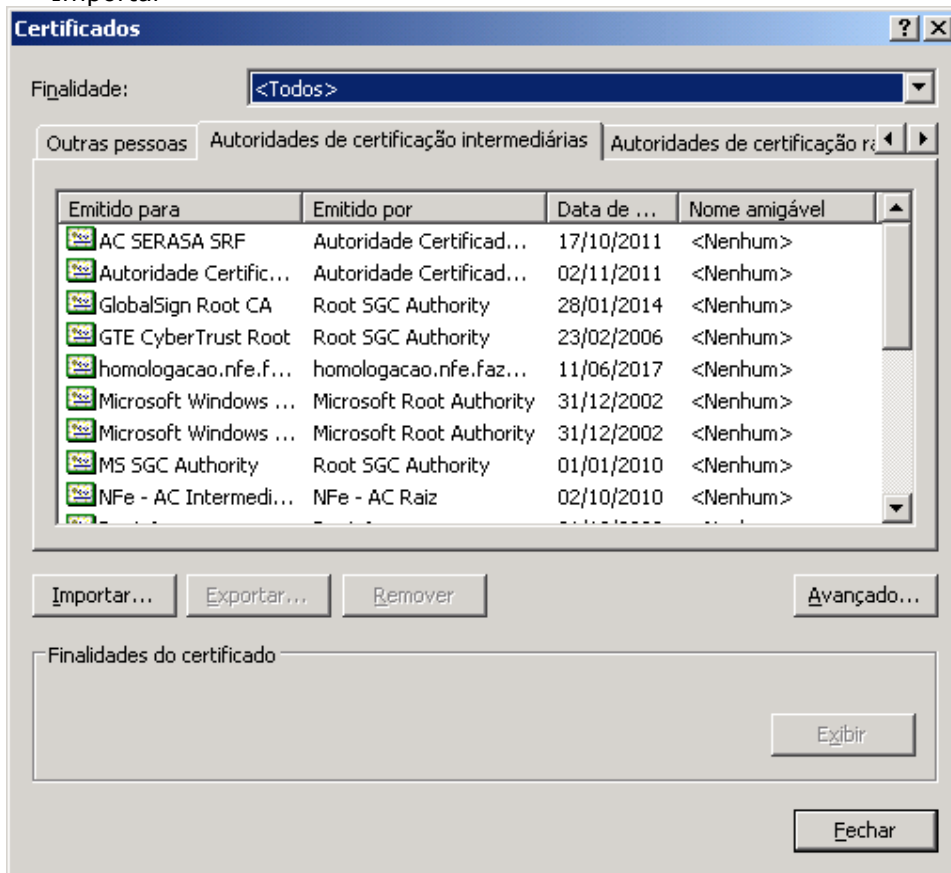 Importar
Certificados
Finalidade: <Todos>
Outras pessoas Autoridades de certificação intermediárias Autoridades de certificação
Emitido para Emitido por Data de ... Nome amigável
AC SERASA SRF Autoridade Certificad... 17/10/2011 <Nenhum>
Autoridade Certific... Autoridade Certificad... 02/11/2011 <Nenhum>
GlobalSign Root CA Root SGC Authority 28/01/2014 <Nenhum>
GTE CyberTrust Root Root SGC Authority 23/02/2006 <Nenhum>
homologacao.nfe.f... homologacao.nfe.faz... 11/06/2017 <Nenhum>
Microsoft Windows ... Microsoft Root Authority 31/12/2002 <Nenhum>
Microsoft Windows ... Microsoft Root Authority 31/12/2002 <Nenhum>
MS SGC Authority Root SGC Authority 01/01/2010 <Nenhum>
NFe - AC Intermedi... NFe - AC Raiz 02/10/2010 <Nenhum>
Importar... Exportar... Remover Avançado...
Finalidades do certificado
Exibir
Fechar